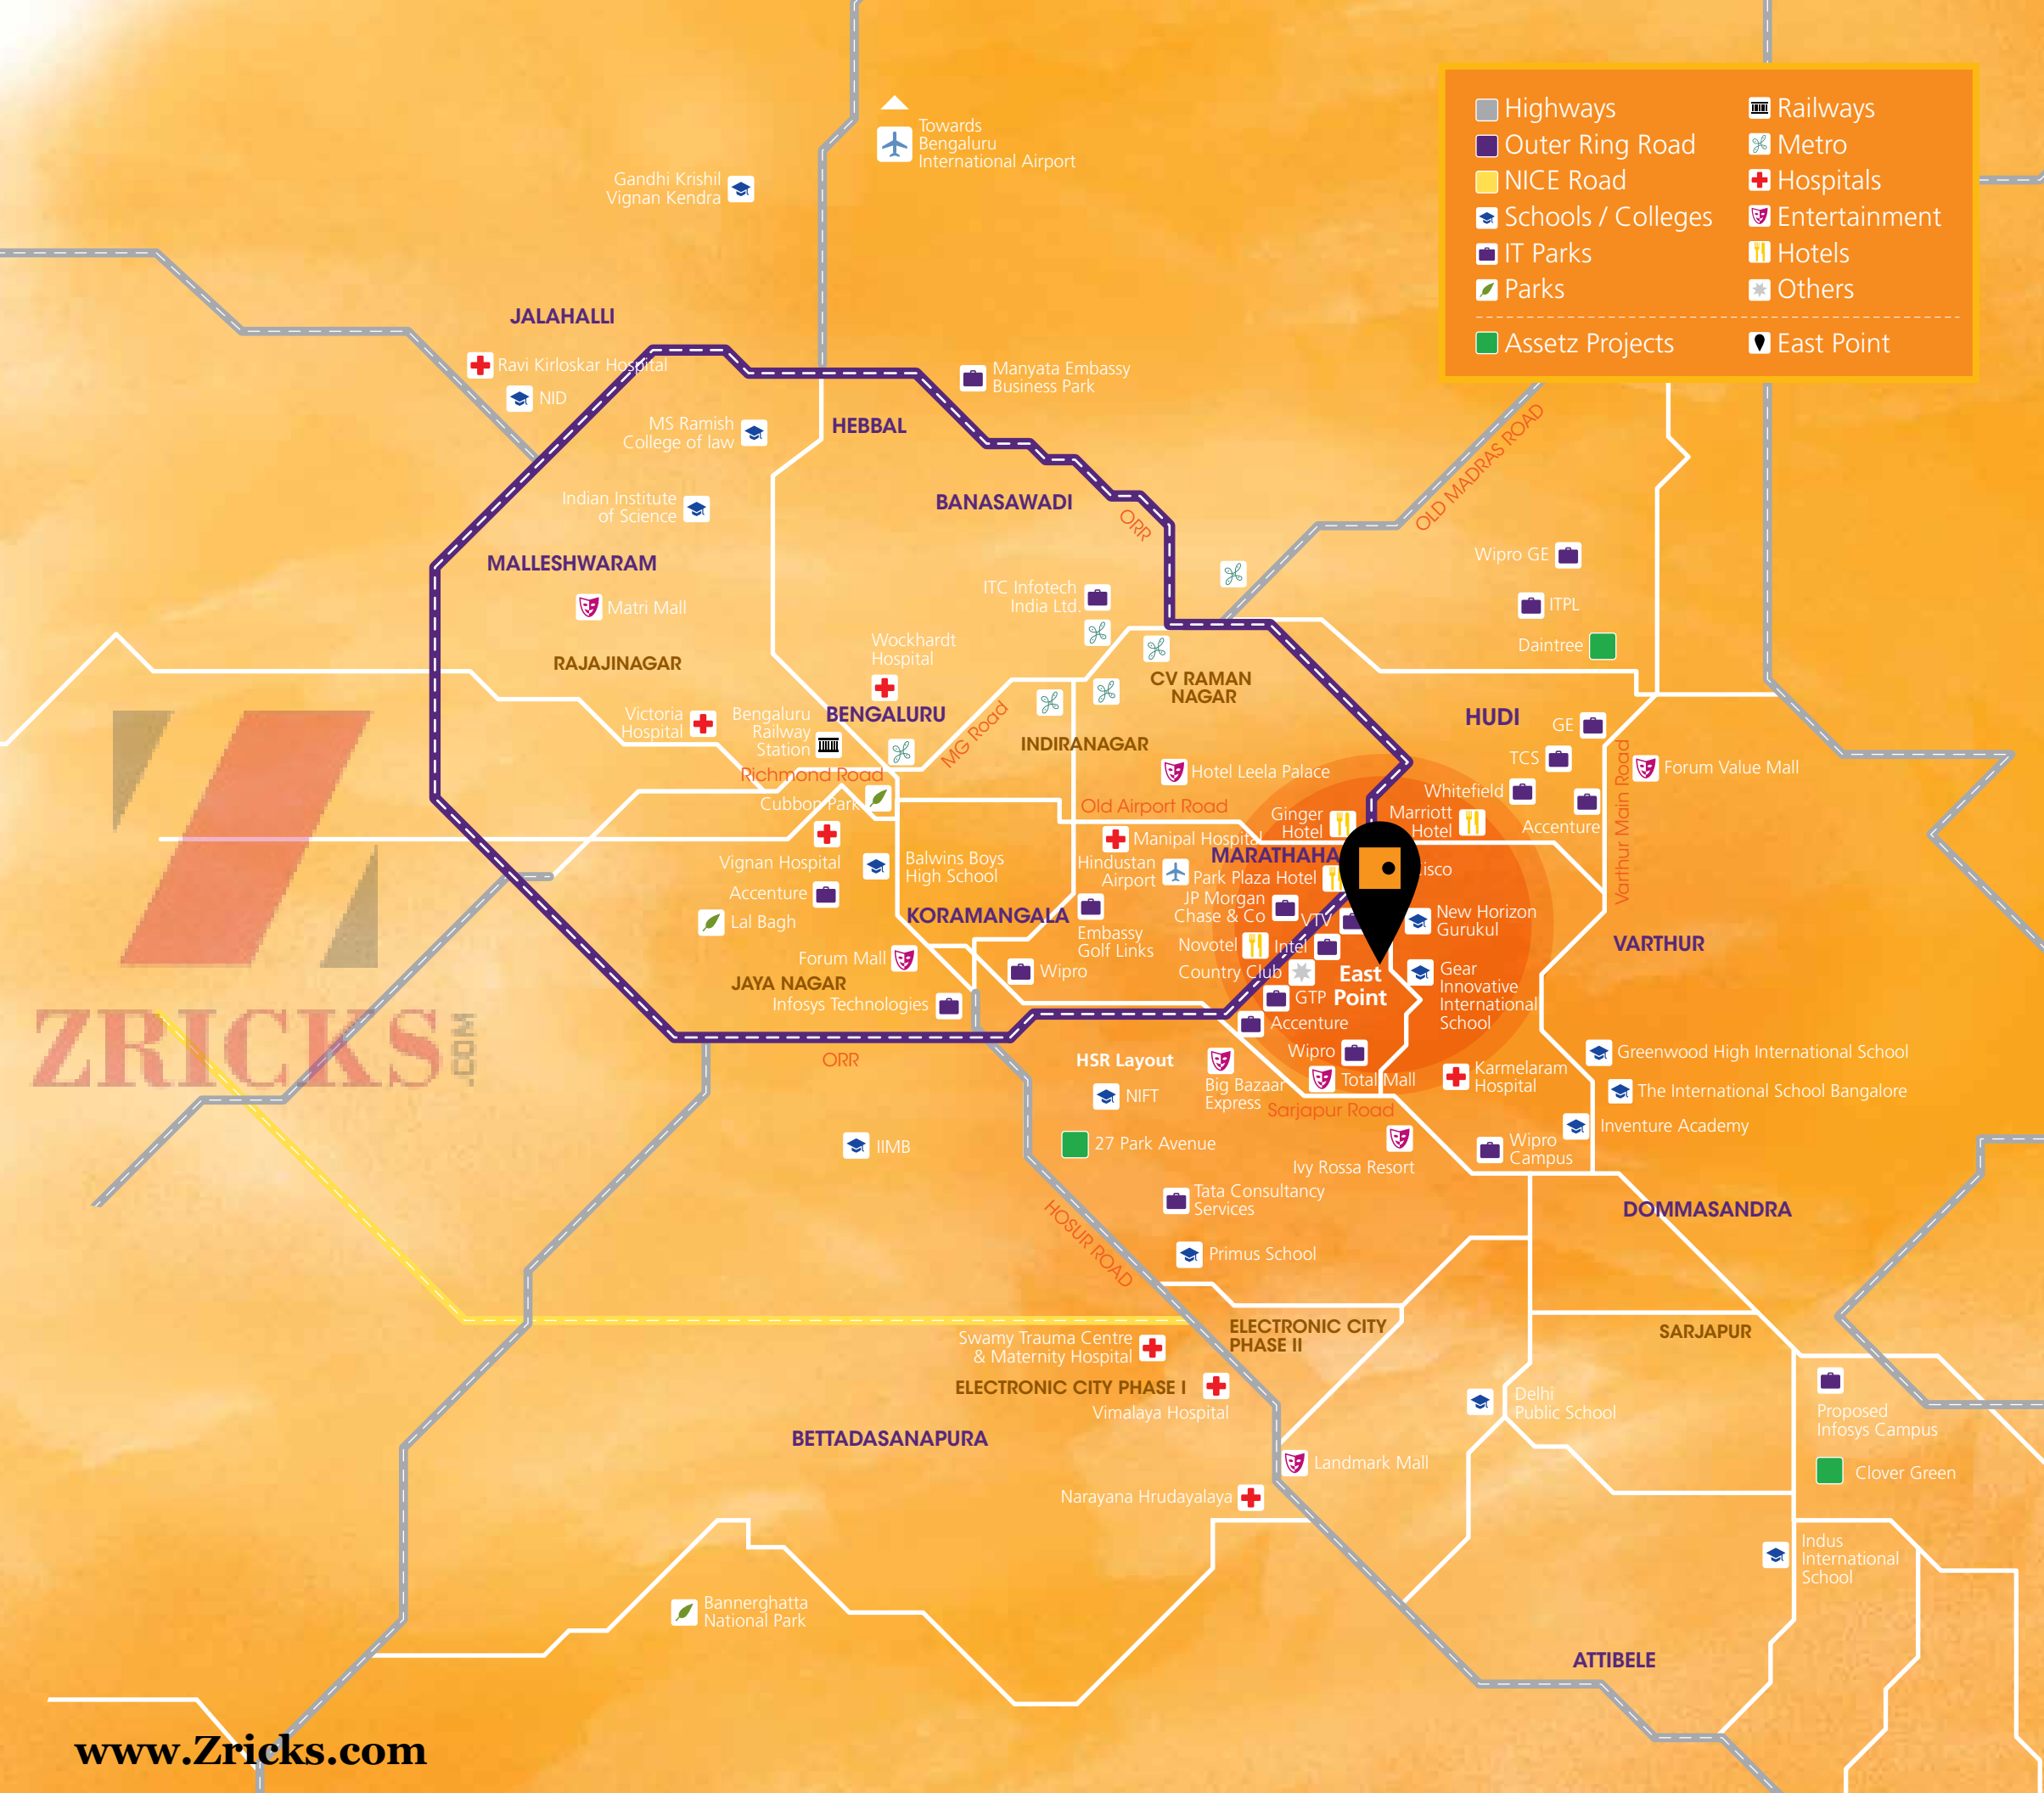 Highways
Outer Ring Road
NICE Road
Schools / Colleges
IT Parks
Parks
Assetz Projects
Railways
Metro
Hospitals
Entertainment
Hotels
Others
East Point
Towards
Bengaluru
International Airport
Gandhi Krishil
Vignan Kendra
JALAHALLI
Ravi Kirloskar Hospital
NID
MS Ramish
College of law
HEBBAL
Manyata Embassy
Business Park
OLD MADRAS ROAD
Indian Institute
of Science
BANASAWADI
ORR
MALLESHWARAM
Matri Mall
ITC Infotech
India Ltd.
Wipro GE
ITPL
Daintree
RAJAJINAGAR
Wockhardt
Hospital
CV RAMAN
NAGAR
Victoria
Hospital
Bengaluru
Railway
Station
BENGALURU
MG Road
INDIRANAGAR
HUDI
GE
TCS
Forum Value Mall
Richmond Road
Hotel Leela Palace
Whitefield
Accenture
Varthur Main Road
Cubbon Park
Old Airport Road
Ginger
Hotel
Marriott
Hotel
Vignan Hospital
Manipal Hospital
MARATHAHA
Balwins Boys
High School
Hindustan
Airport
Park Plaza Hotel
isco
Accenture
Lal Bagh
KORAMANGALA
Embassy
Golf Links
JP Morgan
Chase & Co
VTV
New Horizon
Gurukul
VARTHUR
Forum Mall
Novotel
Intel
JAYA NAGAR
Wipro
Country Club
East
Point
Gear
Innovative
International
School
Infosys Technologies
GTP
Accenture
ZRICKS
.COM
ORR
HSR Layout
Wipro
Big Bazaar
Express
Total Mall
Karmelaram
Hospital
Greenwood High International School
NIFT
Sarjapur Road
The International School Bangalore
Inventure Academy
IIMB
27 Park Avenue
Ivy Rossa Resort
Wipro
Campus
Tata Consultancy
Services
DOMMASANDRA
HOSUR ROAD
Primus School
Swamy Trauma Centre
& Maternity Hospital
ELECTRONIC CITY
PHASE II
SARJAPUR
ELECTRONIC CITY PHASE I
Vimalaya Hospital
Delhi
Public School
Proposed
Infosys Campus
BETTADASANAPURA
Landmark Mall
Clover Green
Narayana Hrudayalaya
Indus
International
School
Bannerghatta
National Park
ATTIBELE
www.Zricks.com